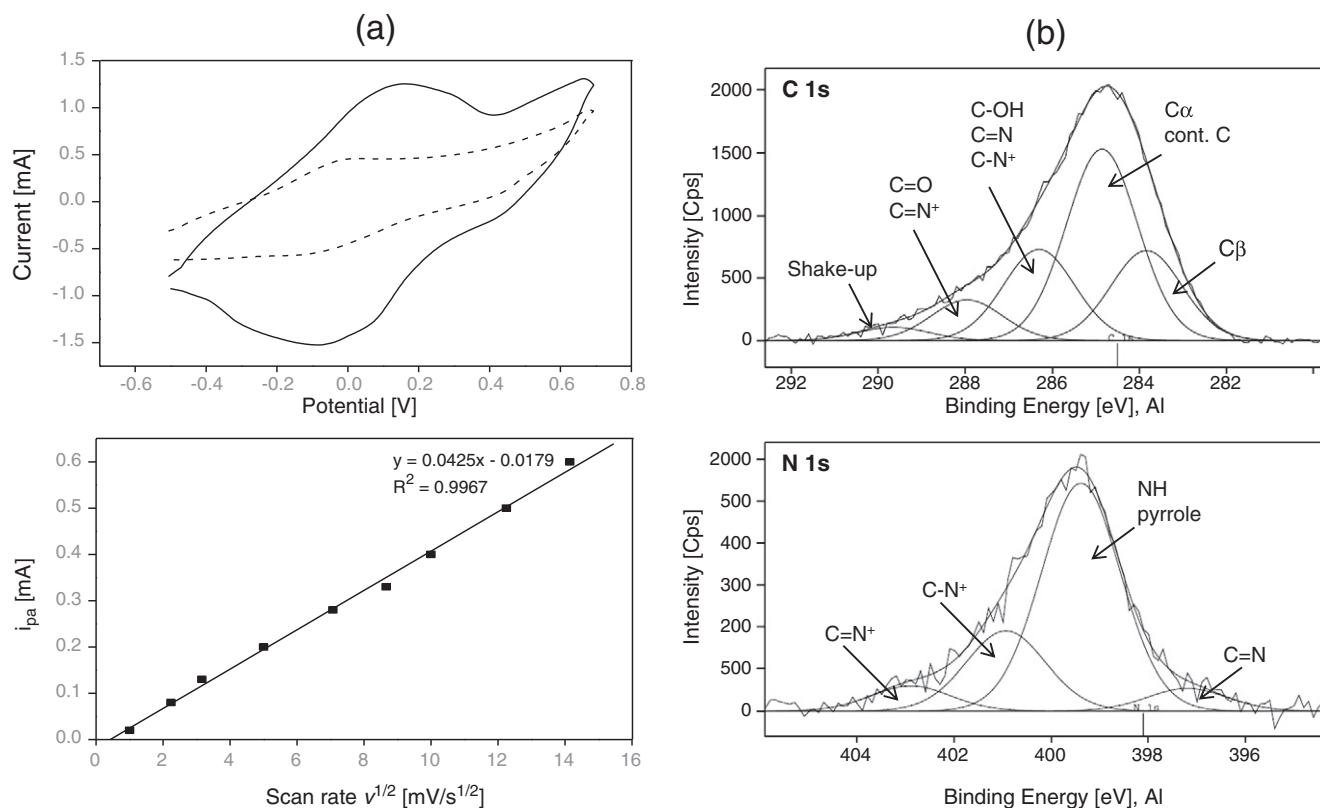 (a)
1.5
1.0
0.5
0.0
-0.5
-1.0
1.5
Current [mA]
-0.6
-0.4
-0.2
0.0
0.2
0.4
0.6
0.8
Potential [V]
y = 0.0425x - 0.0179
R² = 0.9967
0.6
0.5
0.4
0.3
0.2
0.1
0.0
i_pa [mA]
0
2
4
6
8
10
12
14
16
Scan rate v^1/2 [mV/s^1/2]
(b)
C 1s
2000
1500
1000
500
0
Intensity [Cps]
Shake-up
C=O
C=N⁺
C-OH
C=N
C-N⁺
Cα
cont. C
Cβ
C 1s
292
290
288
286
284
282
Binding Energy [eV], Al
N 1s
2000
500
400
300
200
500
0
Intensity [Cps]
C=N⁺
C-N⁺
NH
pyrrole
C=N
N 1s
404
402
400
398
396
Binding Energy [eV], Al